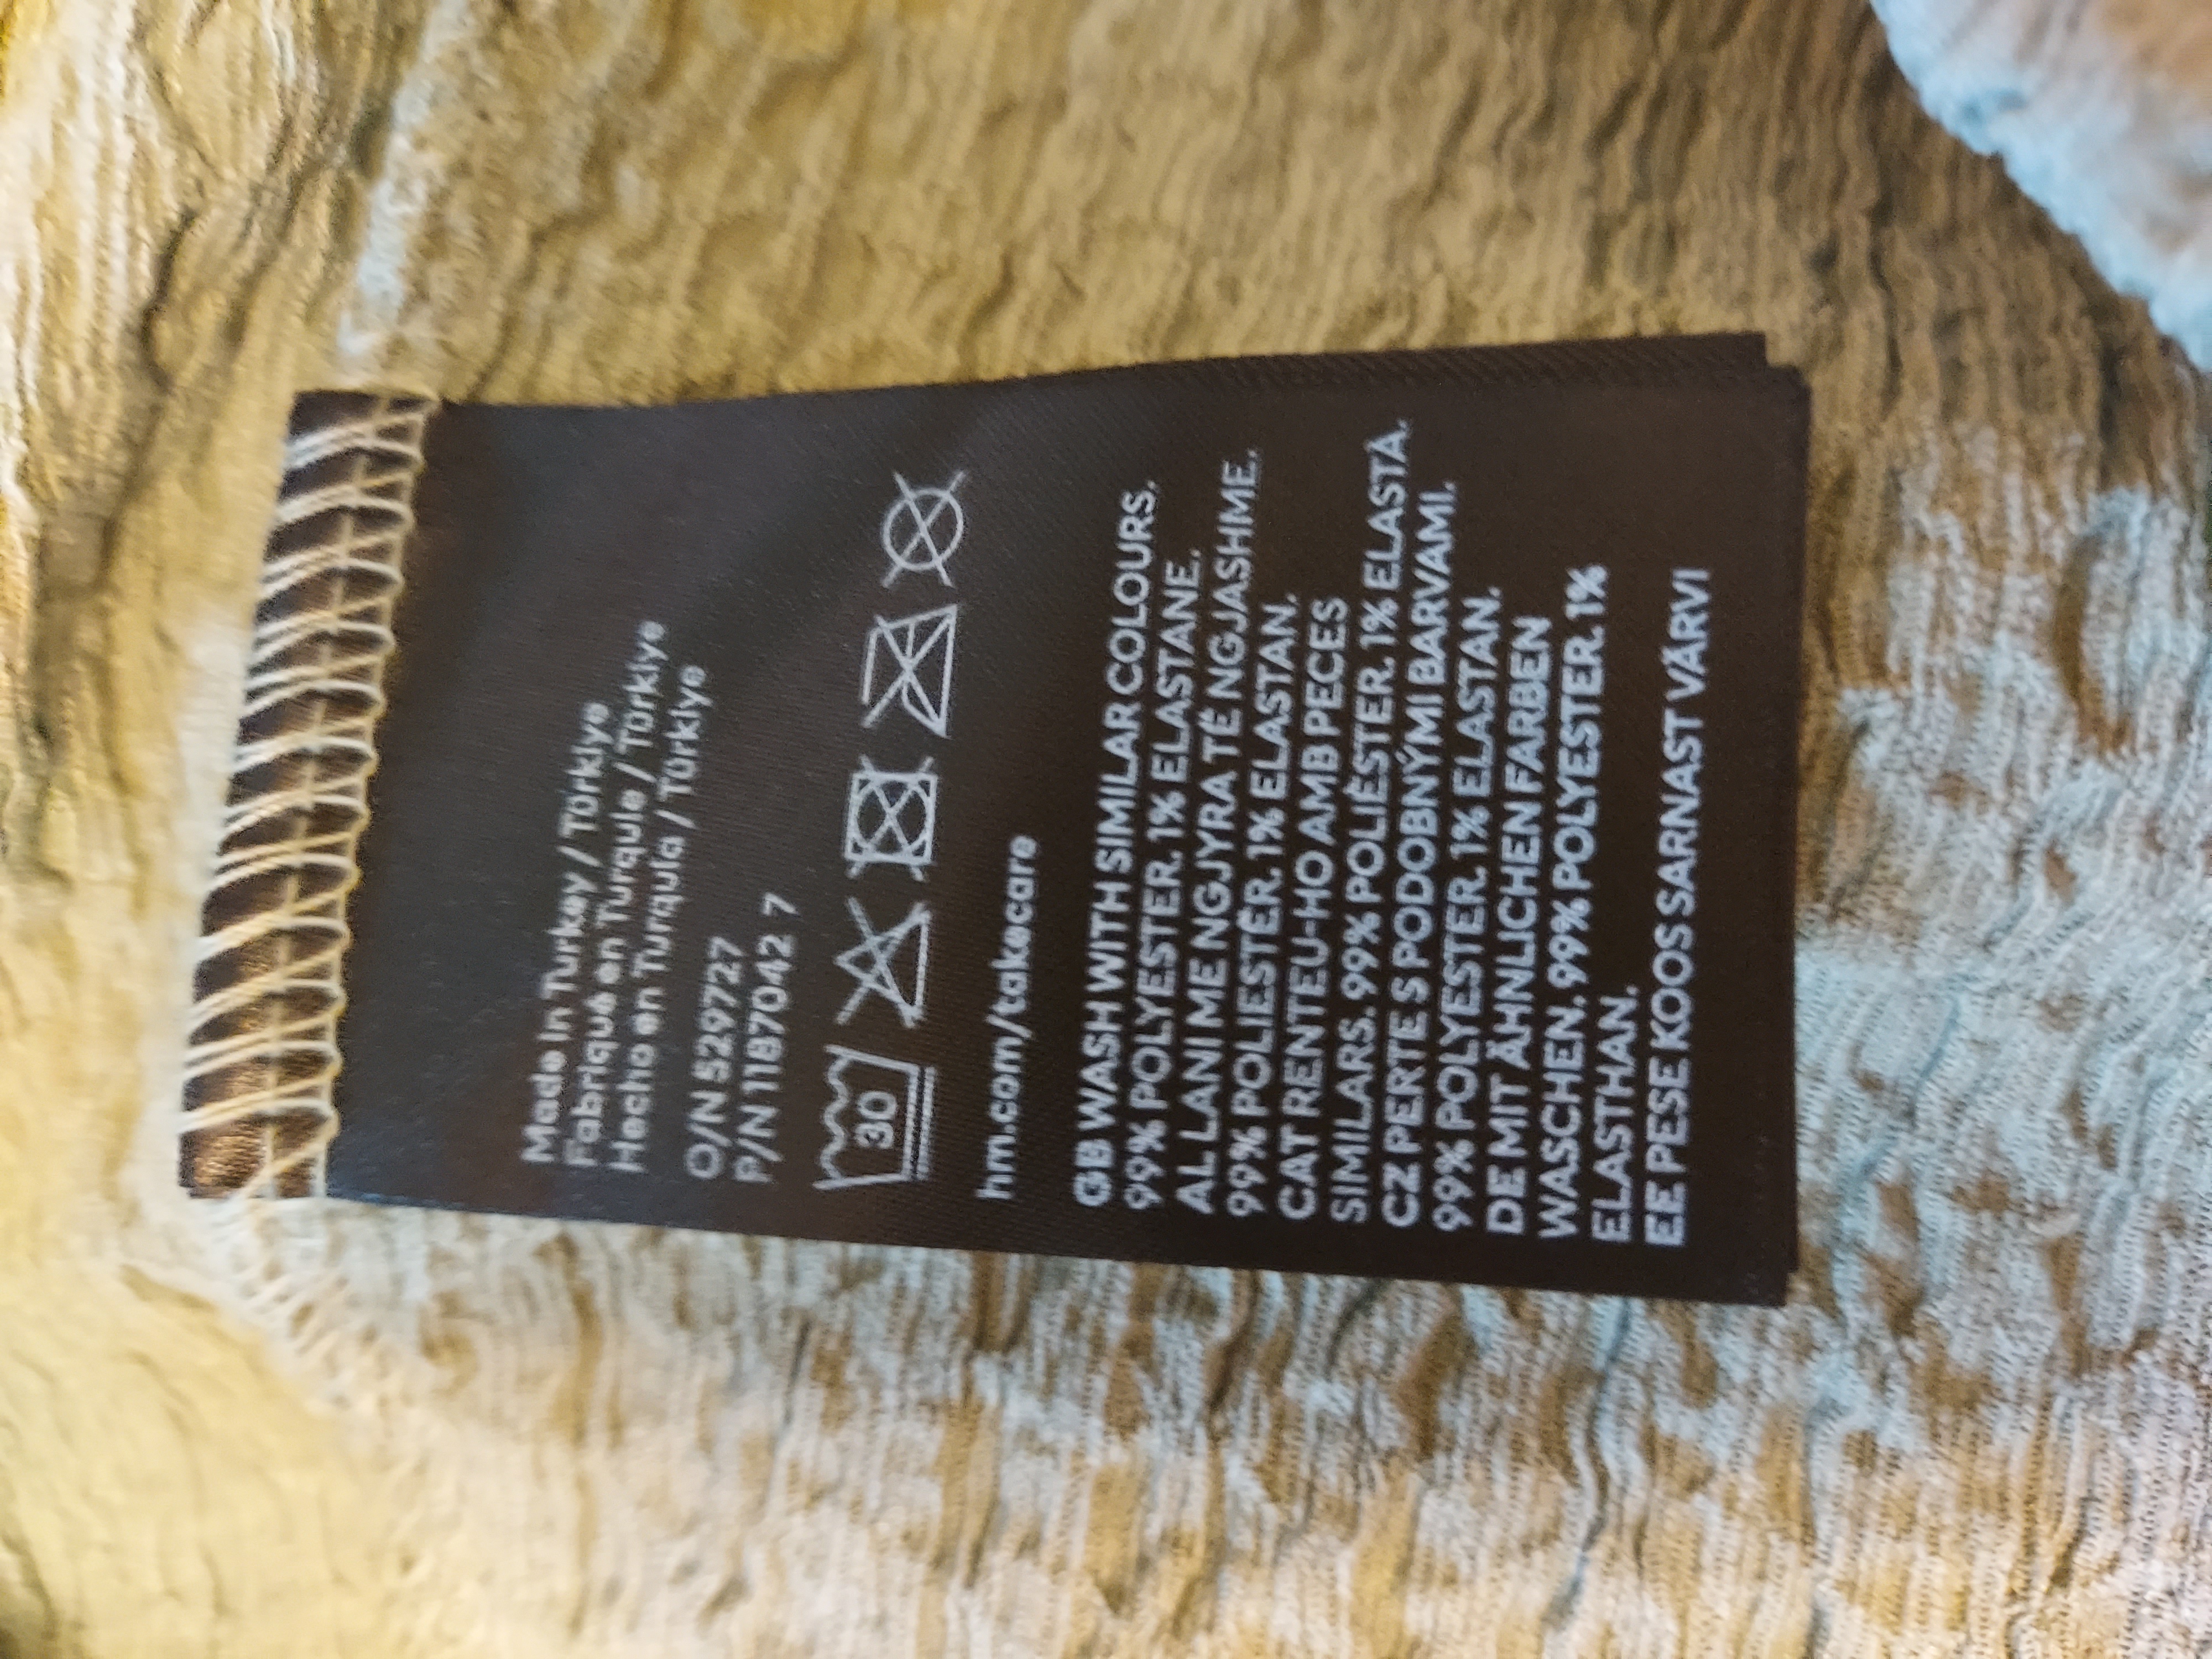 Made in Turkey / Türkiye
Fabriqué en Turquie / Türkiye
Hecho en Turquía / Türkiye
O/N 529727
P/N 1187042 7
30
hm.com/takecare
GB WASH WITH SIMILAR COLOURS.
99% POLYESTER. 1% ELASTANE.
AL LANI ME NGJYRA TË NGJASHME.
99% POLIESTËR. 1% ELASTAN.
CAT RENTEU-HO AMB PECES
SIMILARS. 99% POLIÈSTER. 1% ELASTÀ.
CZ PERTE S PODOBNÝMI BARVAMI.
99% POLYESTER. 1% ELASTAN.
DE MIT ÄHNLICHEN FARBEN
WASCHEN. 99% POLYESTER. 1%
ELASTHAN.
EE PESE KOOS SARNAST VÄRVI